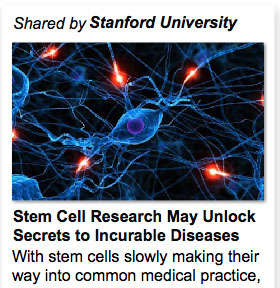 Shared by Stanford University
Stem Cell Research May Unlock
Secrets to Incurable Diseases
With stem cells slowly making their
way into common medical practice,